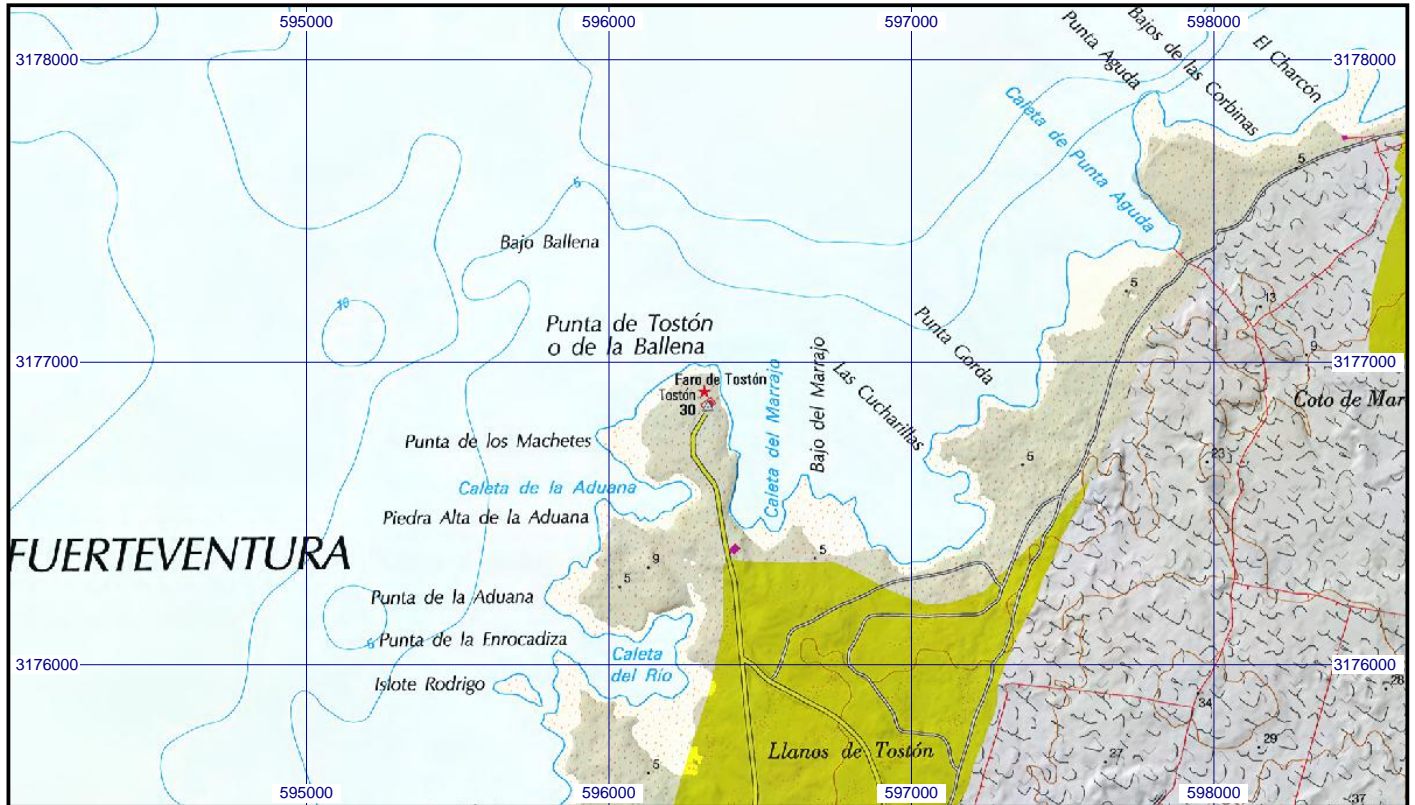 595000
596000
597000
598000
3178000
3178000
Punta Aguda
Bajos de las Corbinas
El Charcón
Caleta de Punta Aguda
5
5
Bajo Ballena
5
13
10
9
Punta de Tostón
o de la Ballena
Punta Gorda
3177000
3177000
Faro de Tostón
Tostón
30
Caleta del Marrajo
Bajo del Marrajo
Las Cucharillas
Coto de Mar
Punta de los Machetes
23
5
Caleta de la Aduana
Piedra Alta de la Aduana
FUERTEVENTURA
5
9
5
Punta de la Aduana
Punta de la Enrocadiza
5
Caleta
del Río
3176000
3176000
Islote Rodrigo
28
34
29
27
Llanos de Tostón
5
37
595000
596000
597000
598000